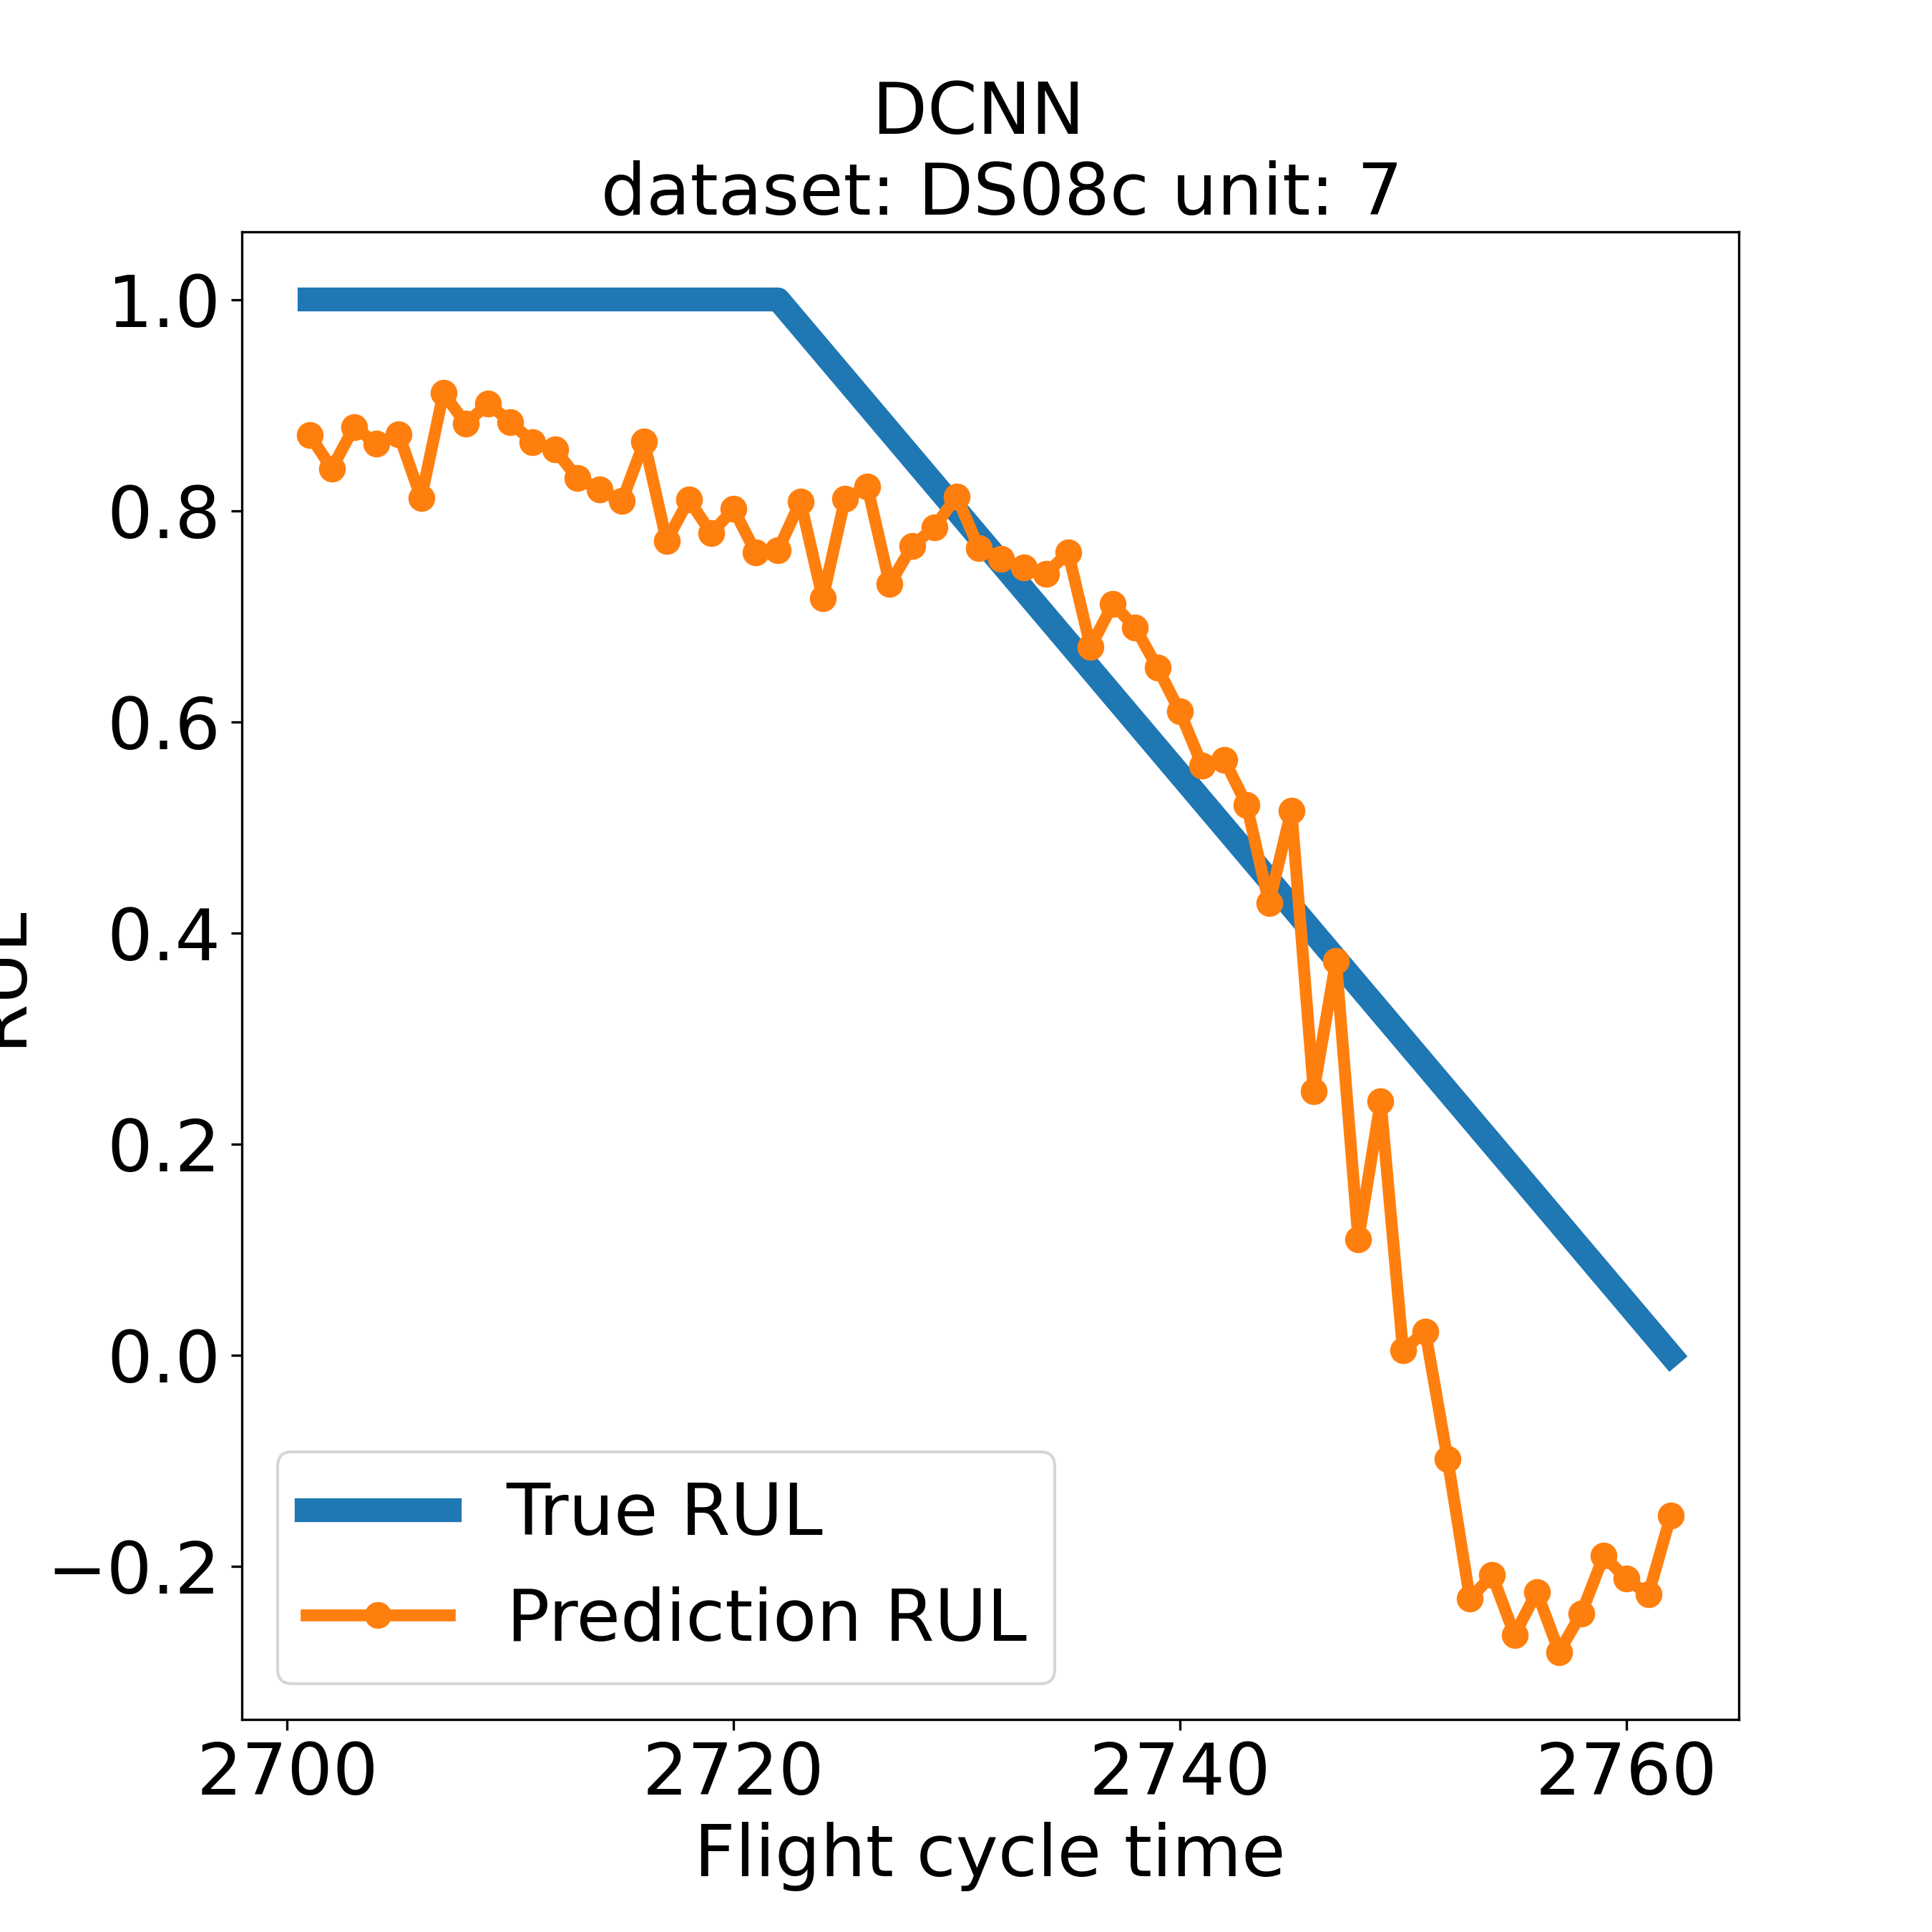 DCNN
dataset: DS08c unit: 7
1.0
0.8
0.6
0.4
0.2
0.0
−0.2
RUL
True RUL
Prediction RUL
2700 2720 2740 2760
Flight cycle time